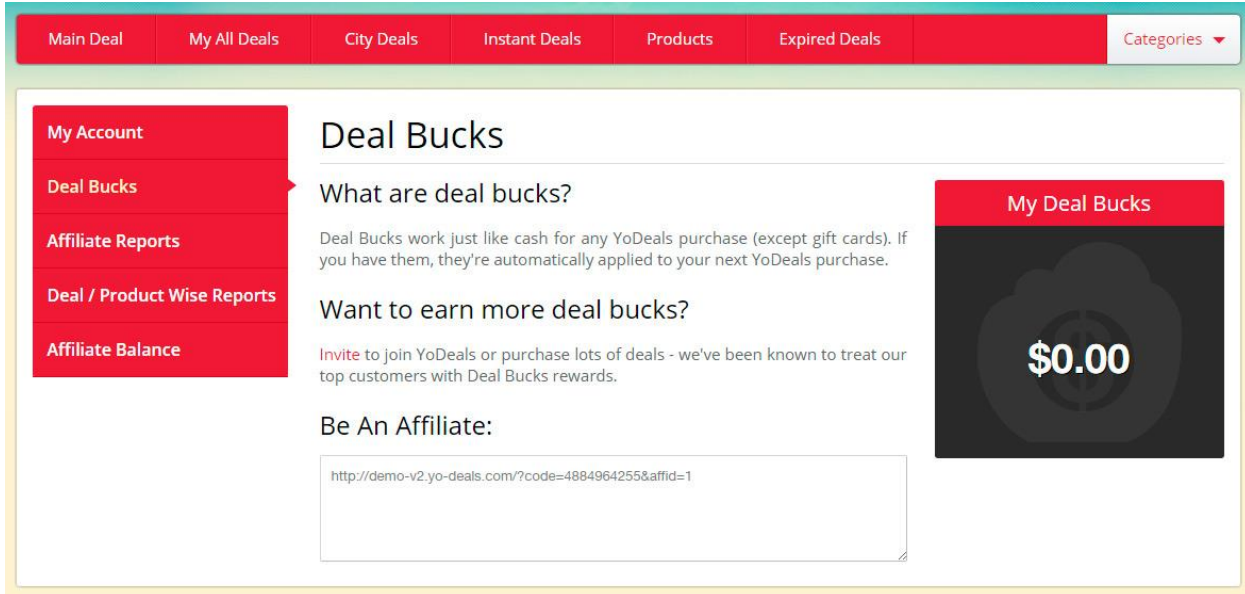 Main Deal My All Deals City Deals Instant Deals Products Expired Deals Categories
My Account
Deal Bucks
Affiliate Reports
Deal / Product Wise Reports
Affiliate Balance
Deal Bucks
What are deal bucks?
Deal Bucks work just like cash for any YoDeals purchase (except gift cards). If
you have them, they're automatically applied to your next YoDeals purchase.
Want to earn more deal bucks?
Invite to join YoDeals or purchase lots of deals - we've been known to treat our
top customers with Deal Bucks rewards.
Be An Affiliate:
http://demo-v2.yo-deals.com/?code=4884964255&affid=1
My Deal Bucks
$0.00